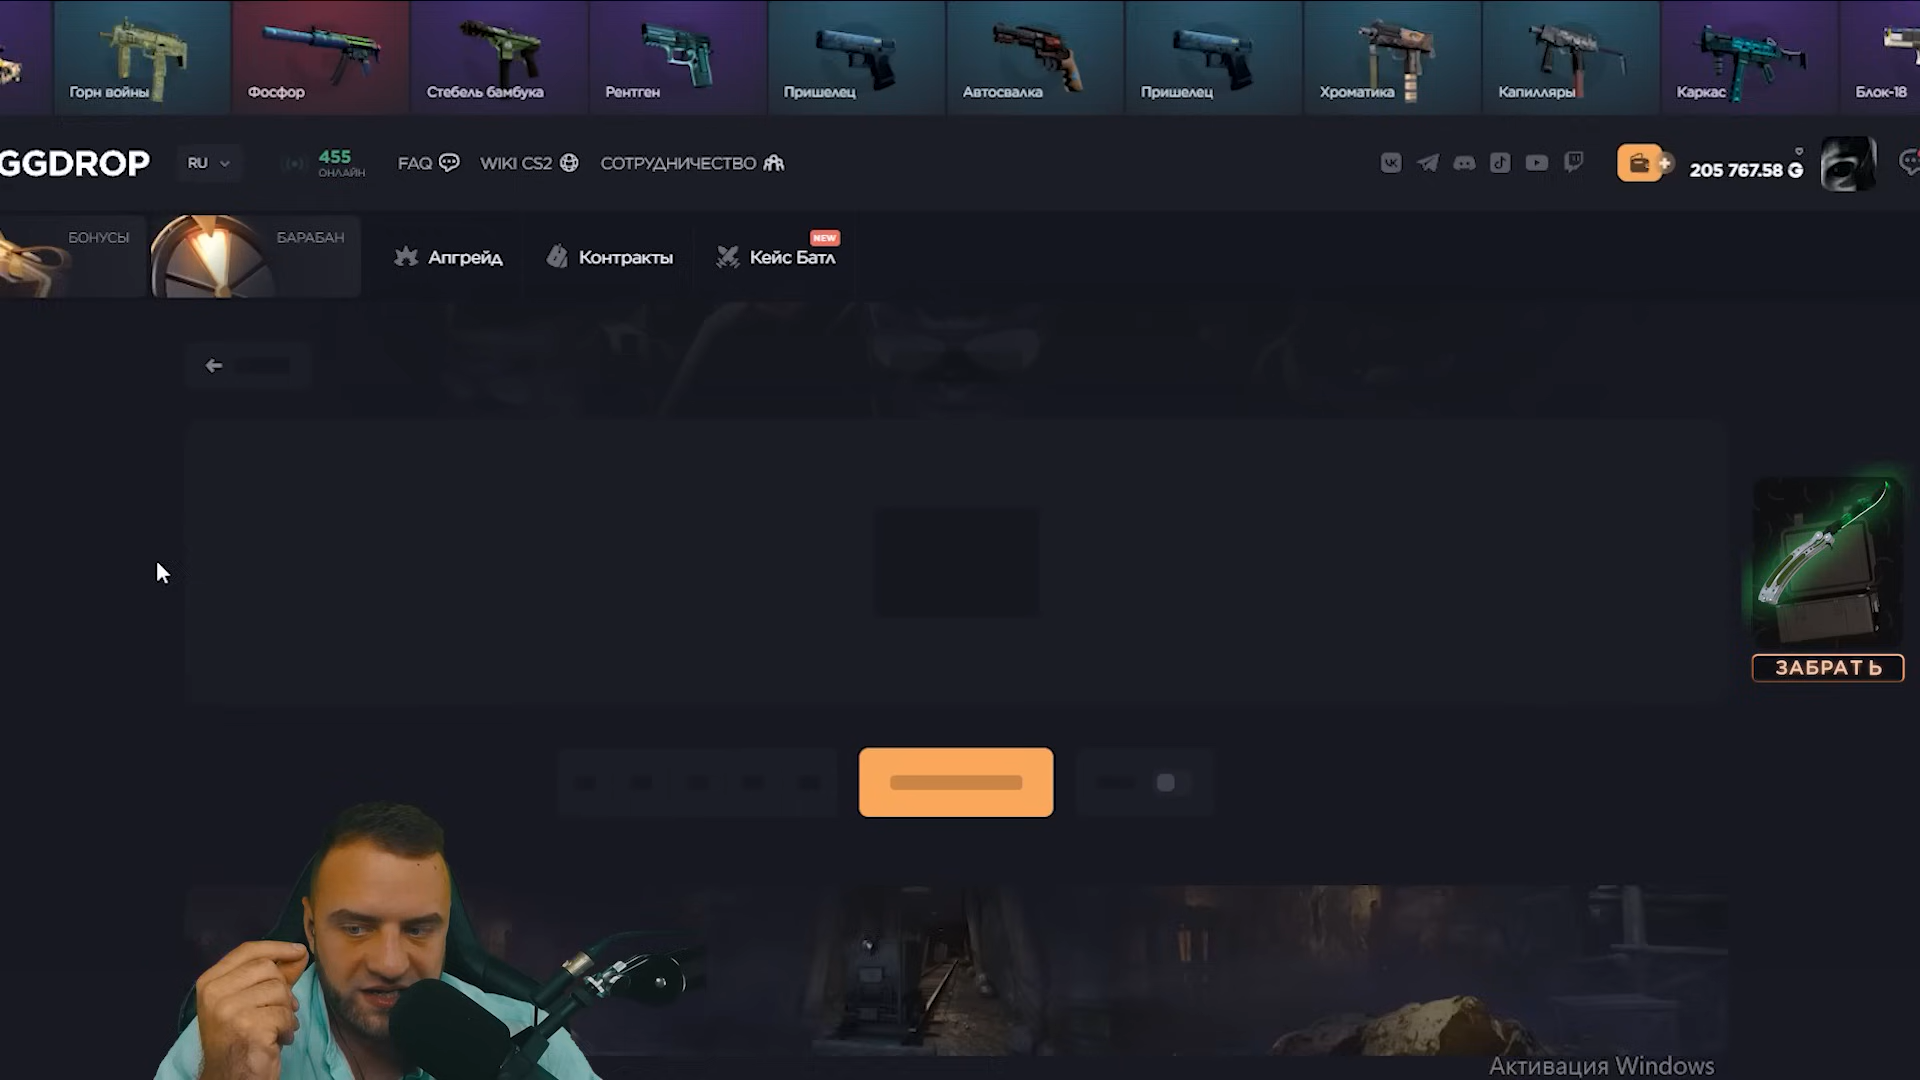 Горн войны
Фосфор
Стебель бамбука
Рентген
Пришелец
Автосвалка
Пришелец
Хроматика
Капилляры
Каркас
Блок-18
GGDROP
RU
455
ОНЛАЙН
FAQ
WIKI CS2
СОТРУДНИЧЕСТВО
205 767.58 G
БОНУСЫ
БАРАБАН
Апгрейд
Контракты
Кейс Батл
NEW
ЗАБРАТЬ
Активация Windows